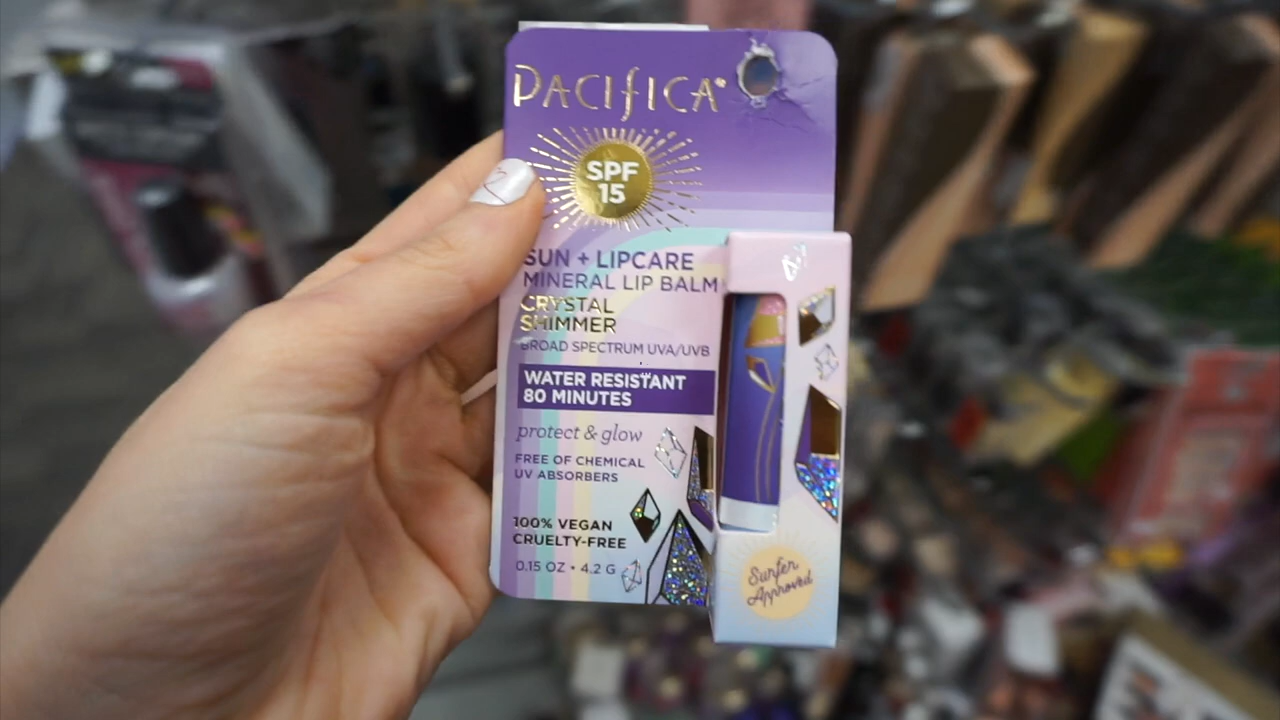 PACIFICA
SPF
15
SUN + LIPCARE
MINERAL LIP BALM
CRYSTAL
SHIMMER
BROAD SPECTRUM UVA/UVB
WATER RESISTANT
80 MINUTES
protect & glow
FREE OF CHEMICAL
UV ABSORBERS
100% VEGAN
CRUELTY-FREE
0.15 OZ • 4.2 G
Surfer
Approved